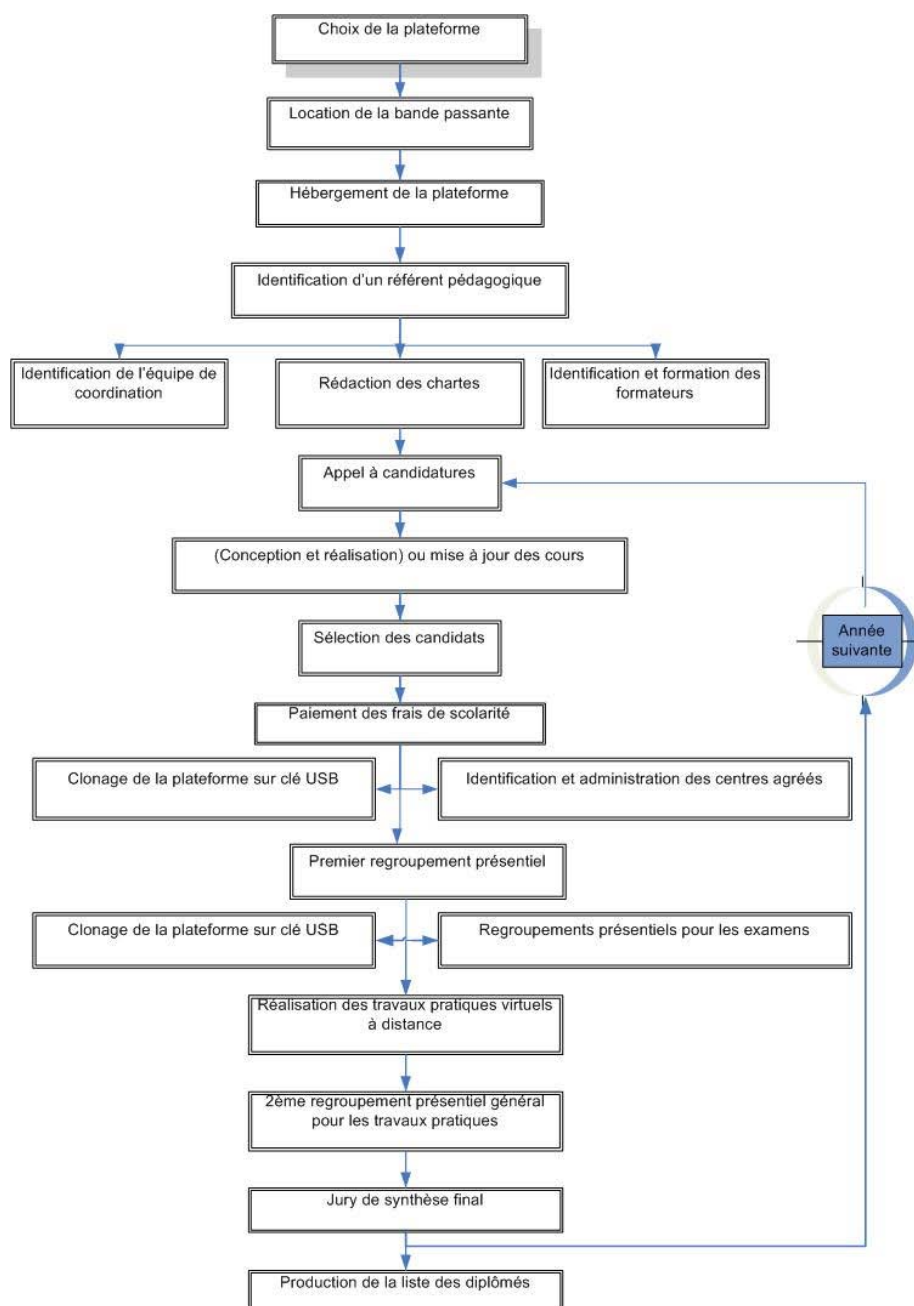 Choix de la plateforme
Location de la bande passante
Hébergement de la plateforme
Identification d'un référent pédagogique
Identification de l'équipe de
coordination
Rédaction des chartes
Identification et formation des
formateurs
Appel à candidatures
(Conception et réalisation) ou mise à jour des cours
Sélection des candidats
Année
suivante
Paiement des frais de scolarité
Clonage de la plateforme sur clé USB
Identification et administration des centres agréés
Premier regroupement présentiel
Clonage de la plateforme sur clé USB
Regroupements présentiels pour les examens
Réalisation des travaux pratiques virtuels
à distance
2ème regroupement présentiel général
pour les travaux pratiques
Jury de synthèse final
Production de la liste des diplômés